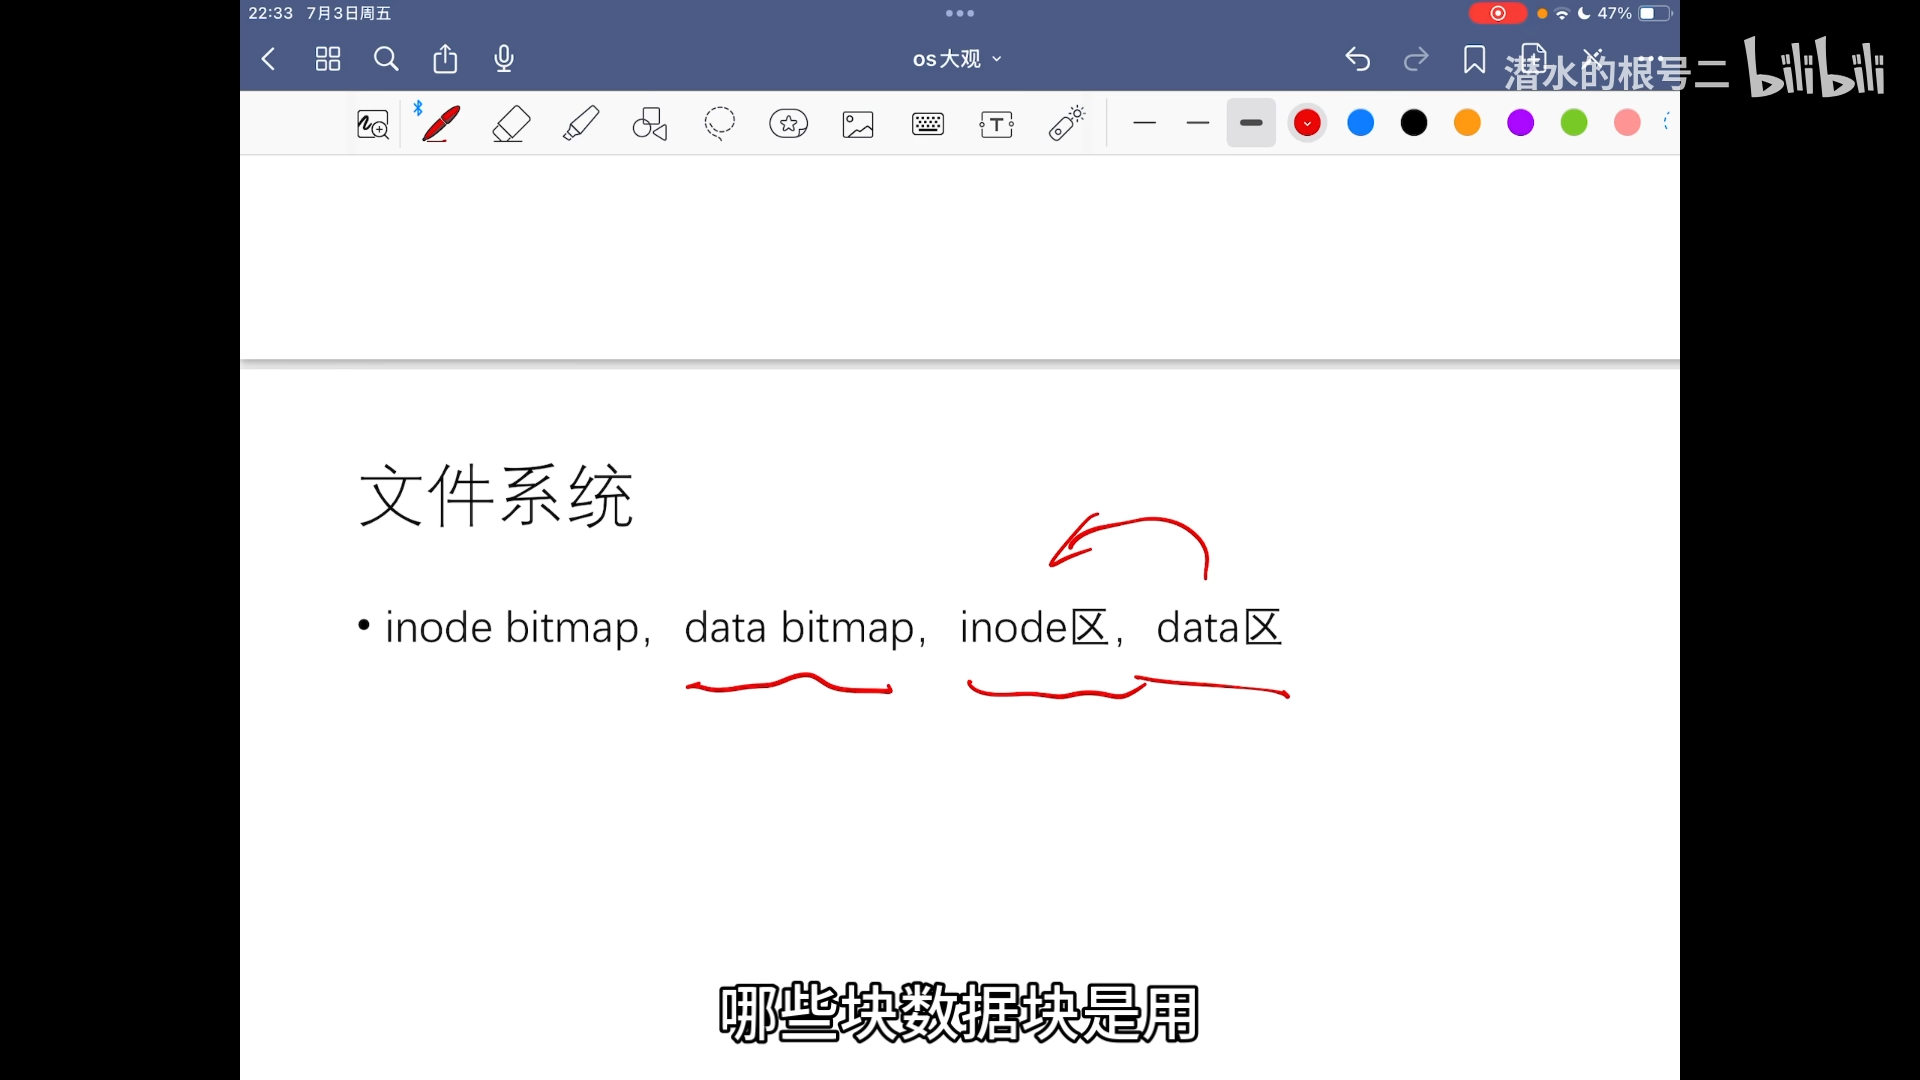 22:33 7月3日周五
47%
os大观
潜水的根号二 bilibili
文件系统
• inode bitmap, data bitmap, inode区, data区
哪些块数据块是用